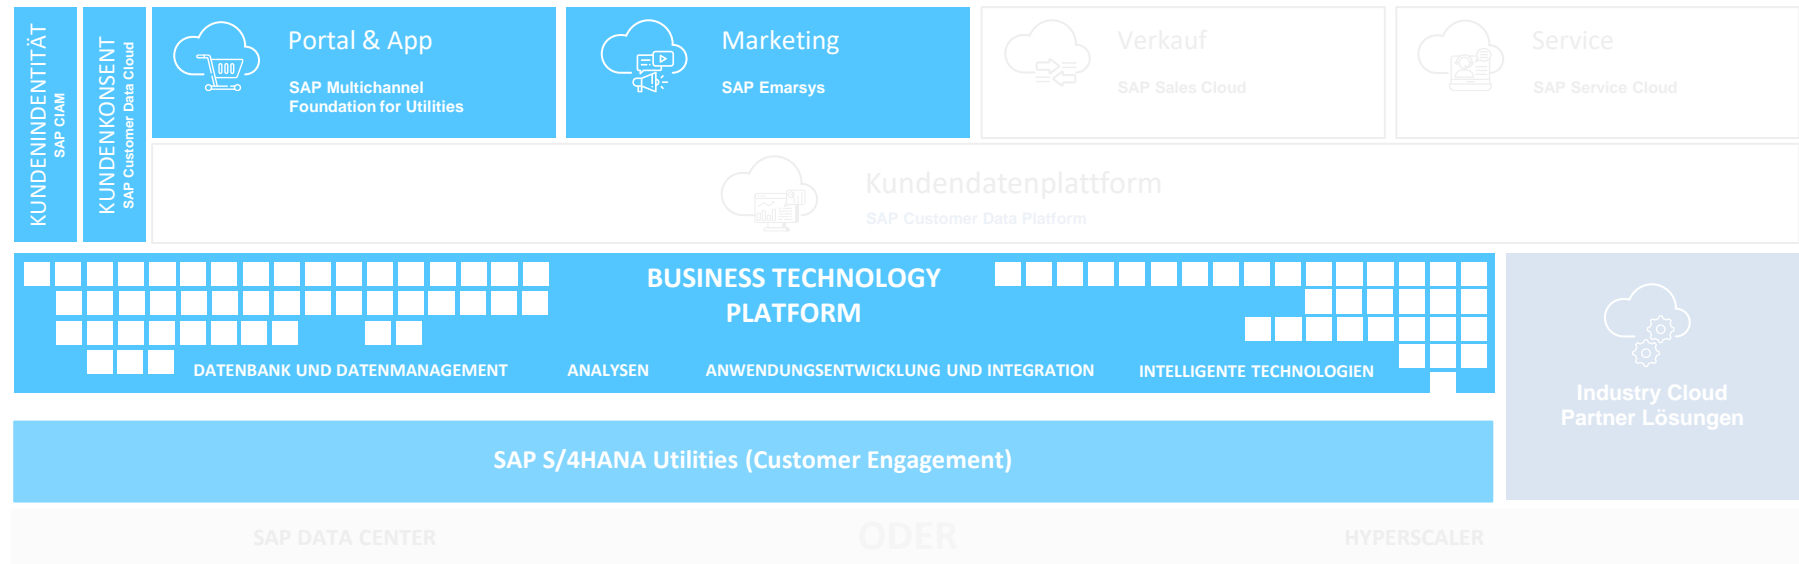 KUNDENINDENTITÄT
SAP CIAM
KUNDENKONSENT
SAP Customer Data Cloud
Portal & App
SAP Multichannel
Foundation for Utilities
Marketing
SAP Emarsys
Verkauf
SAP Sales Cloud
Service
SAP Service Cloud
Kundendatenplattform
SAP Customer Data Platform
BUSINESS TECHNOLOGY
PLATFORM
DATENBANK UND DATENMANAGEMENT
ANALYSEN
ANWENDUNGSENTWICKLUNG UND INTEGRATION
INTELLIGENTE TECHNOLOGIEN
Industry Cloud
Partner Lösungen
SAP S/4HANA Utilities (Customer Engagement)
SAP DATA CENTER
ODER
HYPERSCALER